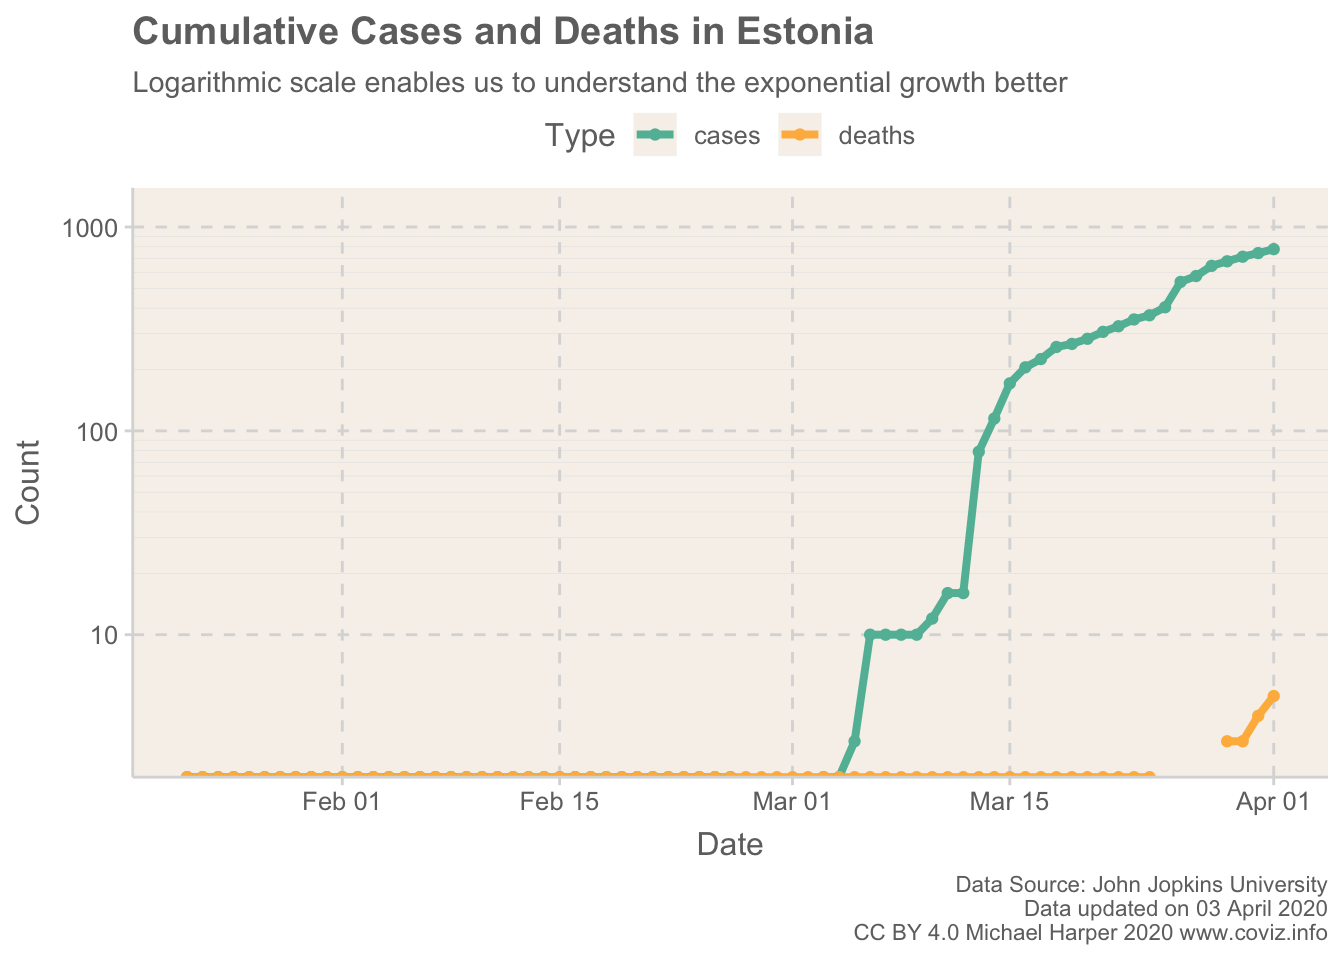 Cumulative Cases and Deaths in Estonia
Logarithmic scale enables us to understand the exponential growth better
Type cases deaths
1000
100
10
Count
Feb 01 Feb 15 Mar 01 Mar 15 Apr 01
Date
Data Source: John Jopkins University
Data updated on 03 April 2020
CC BY 4.0 Michael Harper 2020 www.coviz.info